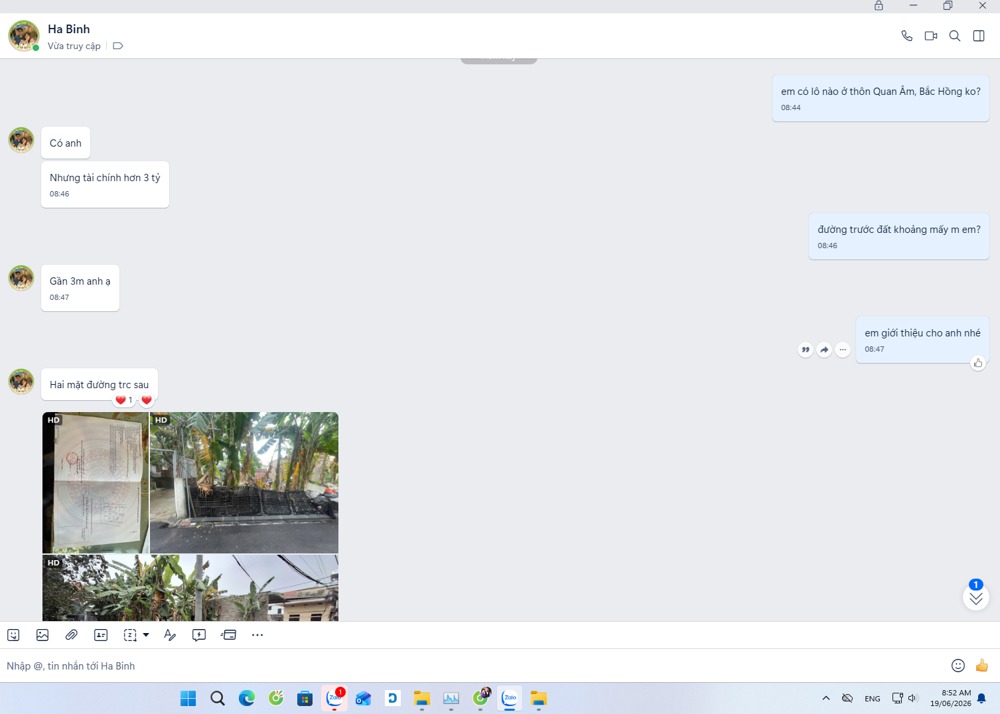 Ha Binh
Vừa truy cập
em có lô nào ở thôn Quan Âm, Bắc Hồng ko?
08:44
Có anh
Nhưng tài chính hơn 3 tỷ
08:46
đường trước đất khoảng mấy m em?
08:46
Gần 3m anh ạ
08:47
em giới thiệu cho anh nhé
08:47
Hai mặt đường trc sau
1
HD
HD
HD
1
Nhập @, tin nhắn tới Ha Binh
Zalo
1
Zalo
ENG
8:52 AM
19/06/2026